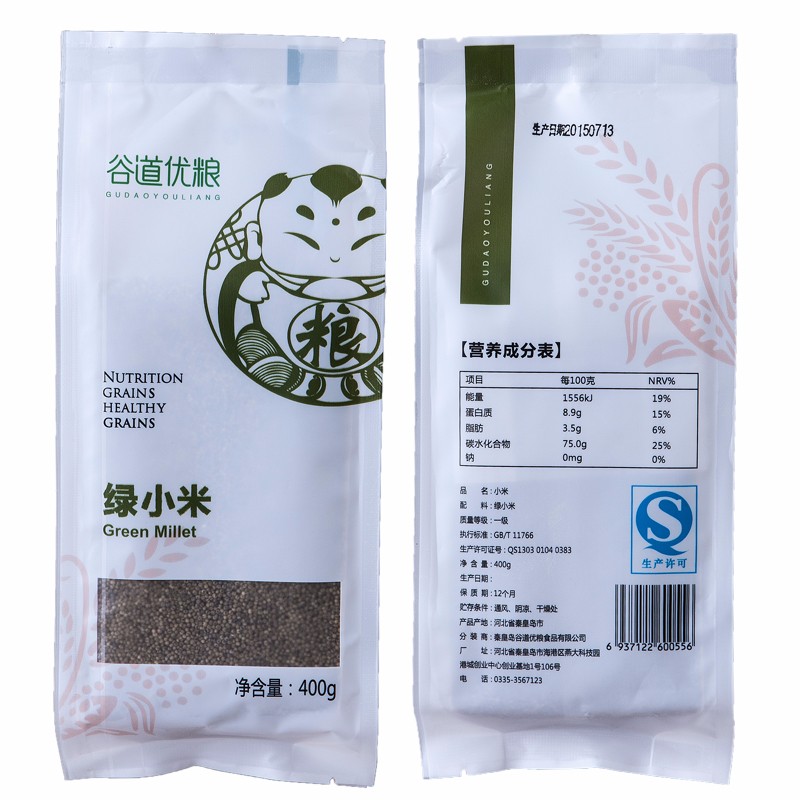 谷道优粮
GUDAOYOULIANG
粮
NUTRITION
GRAINS
HEALTHY
GRAINS
绿小米
Green Millet
净含量：400g
生产日期20150713
GUDAOYOULIANG
【营养成分表】
项目 每100克 NRV%
能量 1556kJ 19%
蛋白质 8.9g 15%
脂肪 3.5g 6%
碳水化合物 75.0g 25%
钠 0mg 0%
品 名：小米
配 料：绿小米
质量等级：一级
执行标准：GB/T 11766
生产许可证号：QS1303 0104 0383
净 含 量：400g
生产日期：
保 质 期：12个月
贮存条件：通风、阴凉、干燥处
产品产地：河北省秦皇岛市
分 装 商：秦皇岛谷道优粮食品有限公司
厂 址：河北省秦皇岛市海港区燕大科技园
港城创业中心创业基地1号106号
电 话：0335-3567123
S
生产许可
6 937122 600556